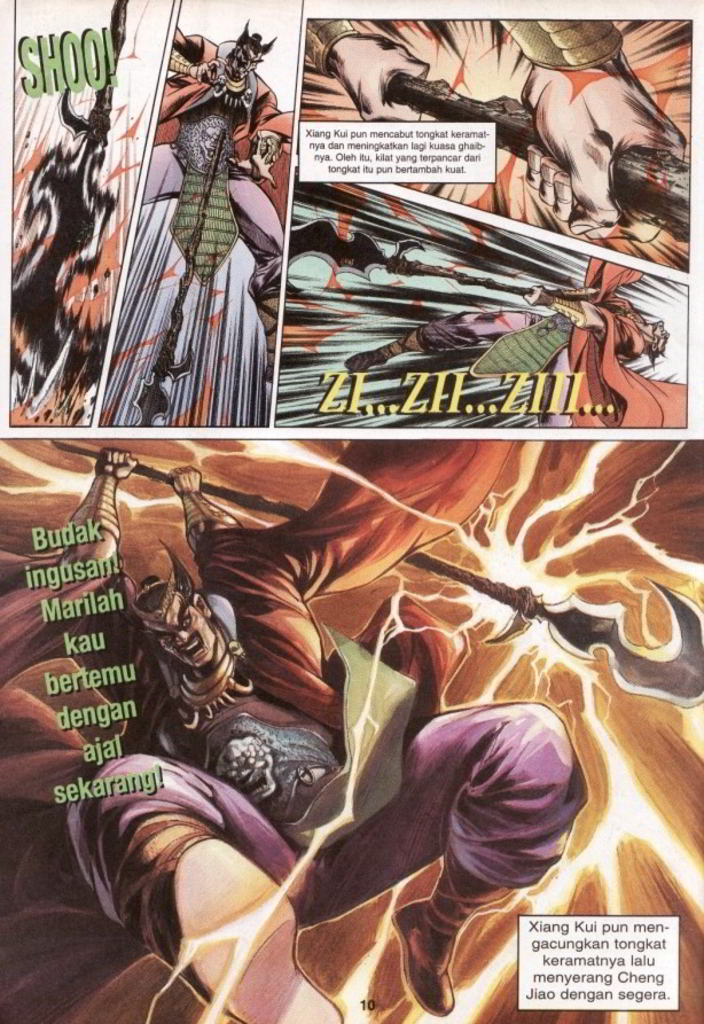 SHOO!
Xiang Kui pun mencabut tongkat keramat-
nya dan meningkatkan lagi kuasa ghaib-
nya. Oleh itu, kilat yang terpancar dari
tongkat itu pun bertambah kuat.
ZI...ZII...ZIII...
Budak
ingusan!
Marilah
kau
bertemu
dengan
ajal
sekarang!
Xiang Kui pun men-
gacungkan tongkat
keramatnya lalu
menyerang Cheng
Jiao dengan segera.
10